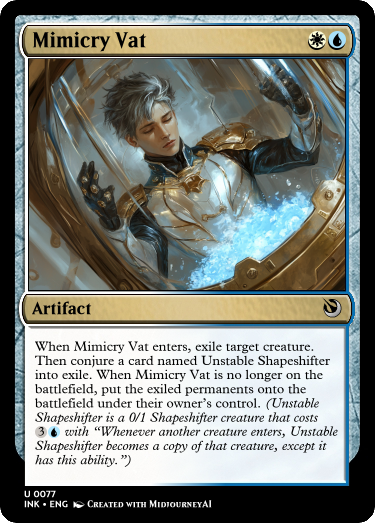 Mimicry Vat
Artifact
When Mimicry Vat enters, exile target creature.
Then conjure a card named Unstable Shapeshifter
into exile. When Mimicry Vat is no longer on the
battlefield, put the exiled permanents onto the
battlefield under their owner's control. (Unstable
Shapeshifter is a 0/1 Shapeshifter creature that costs
3 with “Whenever another creature enters, Unstable
Shapeshifter becomes a copy of that creature, except it
has this ability.”)
U 0077
INK • ENG Created with MidjourneyAI